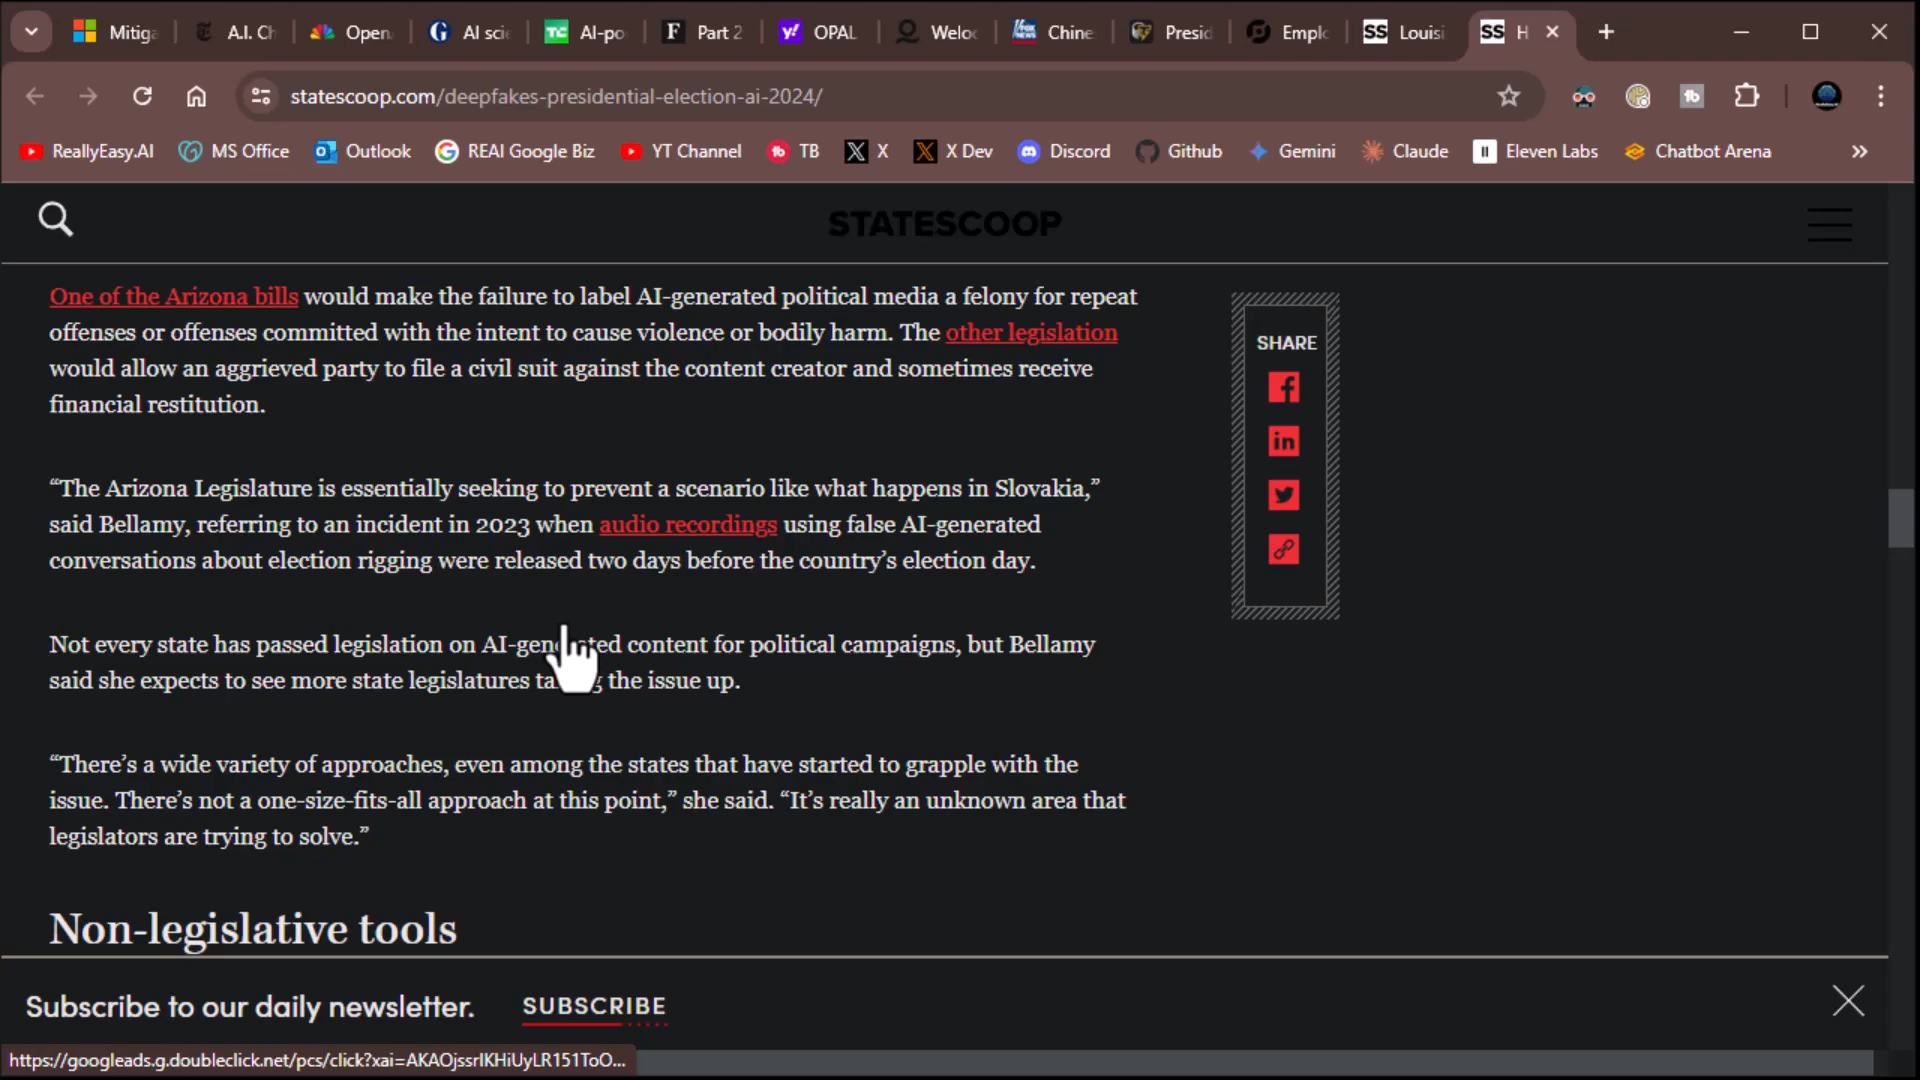 Mitiga
A.I. Ch
Open
AI scie
AI-po
Part 2
OPAL
Weloc
Chine
Presid
Emplo
Louisi
H
statescoop.com/deepfakes-presidential-election-ai-2024/
ReallyEasy.AI
MS Office
Outlook
REAI Google Biz
YT Channel
TB
X
X Dev
Discord
Github
Gemini
Claude
Eleven Labs
Chatbot Arena
STATESCOOP
One of the Arizona bills would make the failure to label AI-generated political media a felony for repeat
offenses or offenses committed with the intent to cause violence or bodily harm. The other legislation
would allow an aggrieved party to file a civil suit against the content creator and sometimes receive
financial restitution.
SHARE
“The Arizona Legislature is essentially seeking to prevent a scenario like what happens in Slovakia,”
said Bellamy, referring to an incident in 2023 when audio recordings using false AI-generated
conversations about election rigging were released two days before the country’s election day.
Not every state has passed legislation on AI-generated content for political campaigns, but Bellamy
said she expects to see more state legislatures taking the issue up.
“There’s a wide variety of approaches, even among the states that have started to grapple with the
issue. There’s not a one-size-fits-all approach at this point,” she said. “It’s really an unknown area that
legislators are trying to solve.”
Non-legislative tools
Subscribe to our daily newsletter.
SUBSCRIBE
https://googleads.g.doubleclick.net/pcs/click?xai=AKAOjssrlKHiUyLR151ToO...